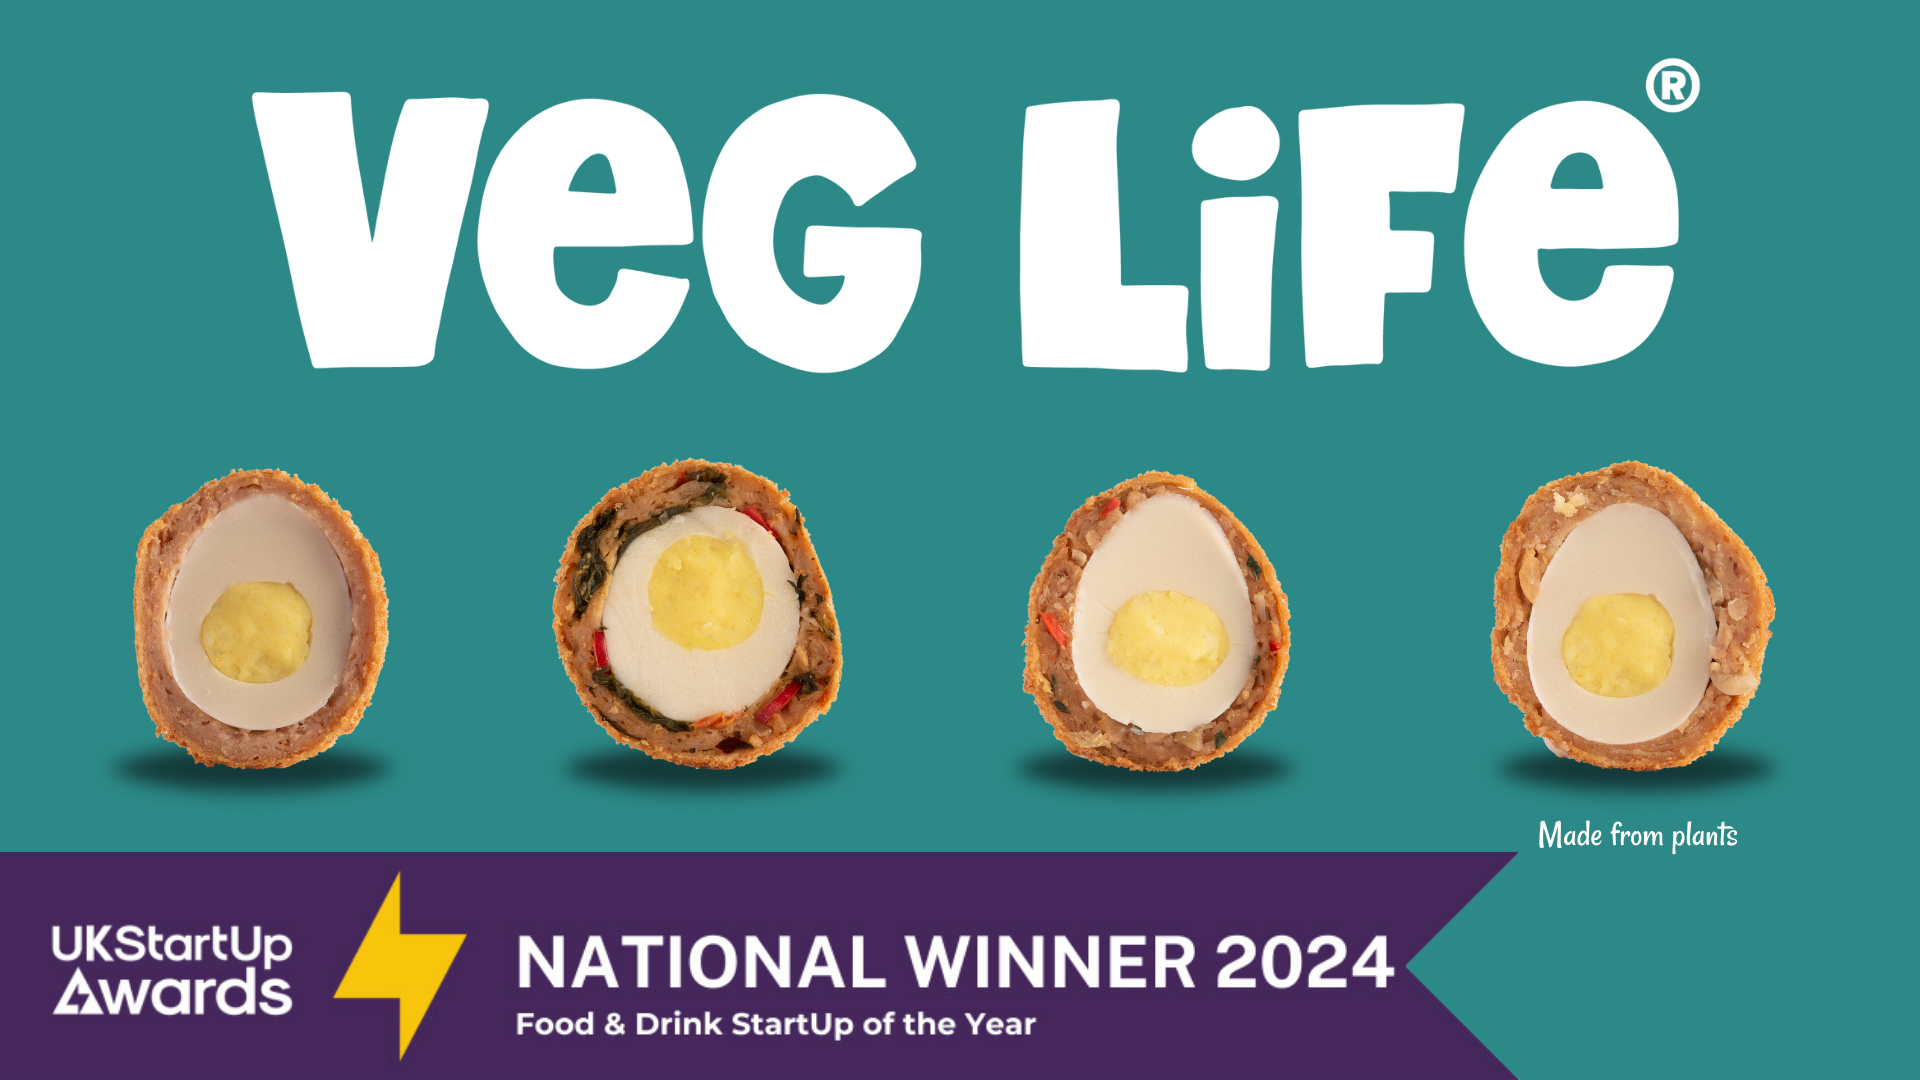 VeG LiFe®
Made from plants
UKStartUp
Awards
NATIONAL WINNER 2024
Food & Drink StartUp of the Year